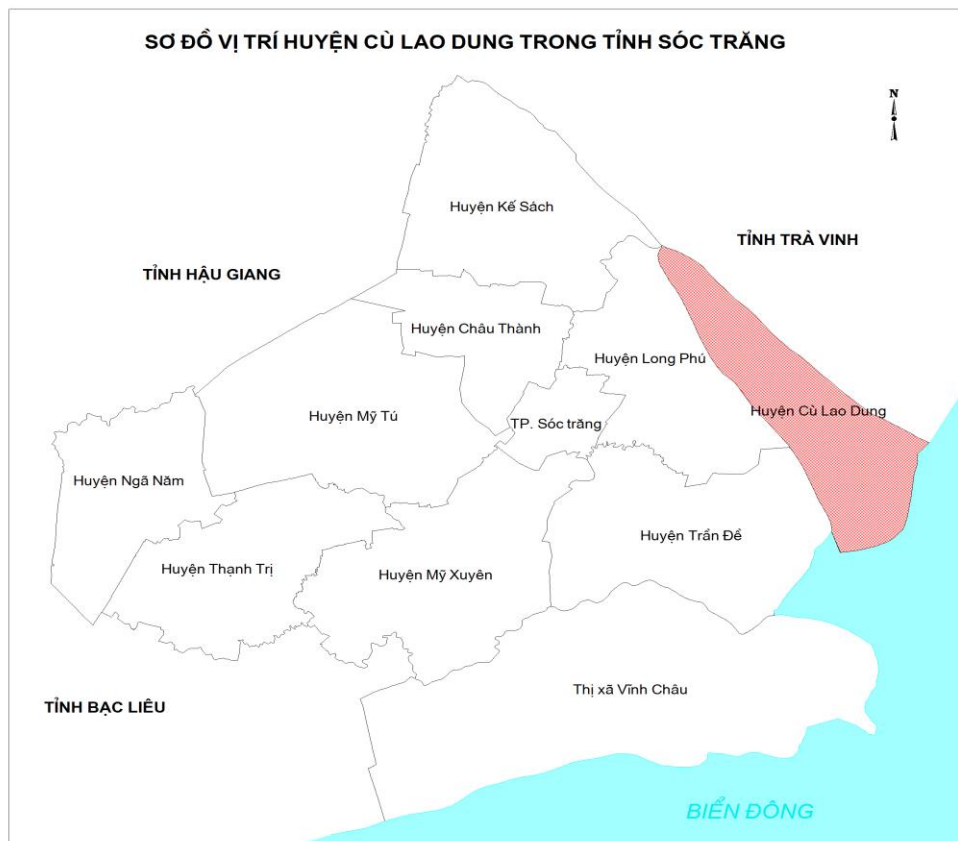 SƠ ĐỒ VỊ TRÍ HUYỆN CÙ LAO DUNG TRONG TỈNH SÓC TRĂNG
N
Huyện Kế Sách
TỈNH TRÀ VINH
TỈNH HẬU GIANG
Huyện Châu Thành
Huyện Long Phú
Huyện Mỹ Tú
Huyện Cù Lao Dung
TP. Sóc trăng
Huyện Ngã Năm
Huyện Trần Đề
Huyện Thạnh Trị
Huyện Mỹ Xuyên
Thị xã Vĩnh Châu
TỈNH BẠC LIÊU
BIỂN ĐÔNG